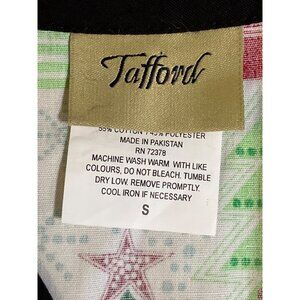 Tafford
55% COTTON / 45% POLYESTER
MADE IN PAKISTAN
RN 72378
MACHINE WASH WARM WITH LIKE
COLOURS, DO NOT BLEACH. TUMBLE
DRY LOW. REMOVE PROMPTLY.
COOL IRON IF NECESSARY
S